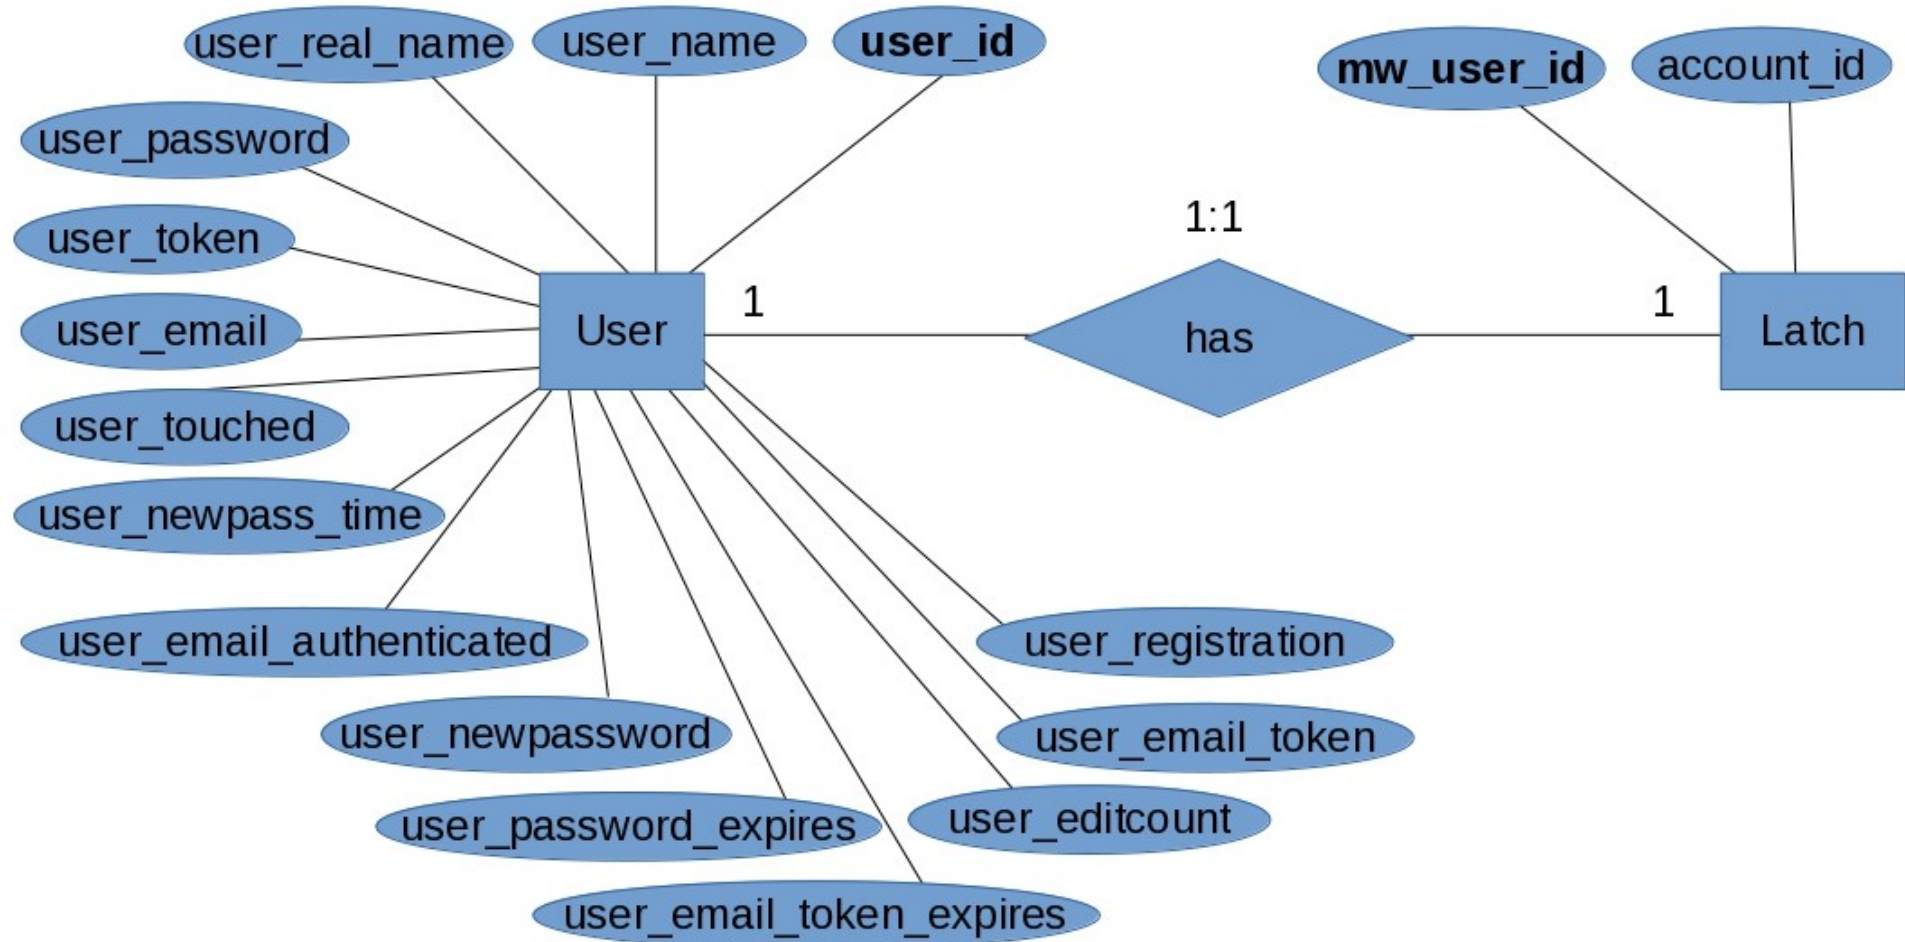 user_real_name
user_name
user_id
mw_user_id
account_id
user_password
user_token
1:1
user_email
User
1
has
1
Latch
user_touched
user_newpass_time
user_email_authenticated
user_registration
user_newpassword
user_email_token
user_password_expires
user_editcount
user_email_token_expires